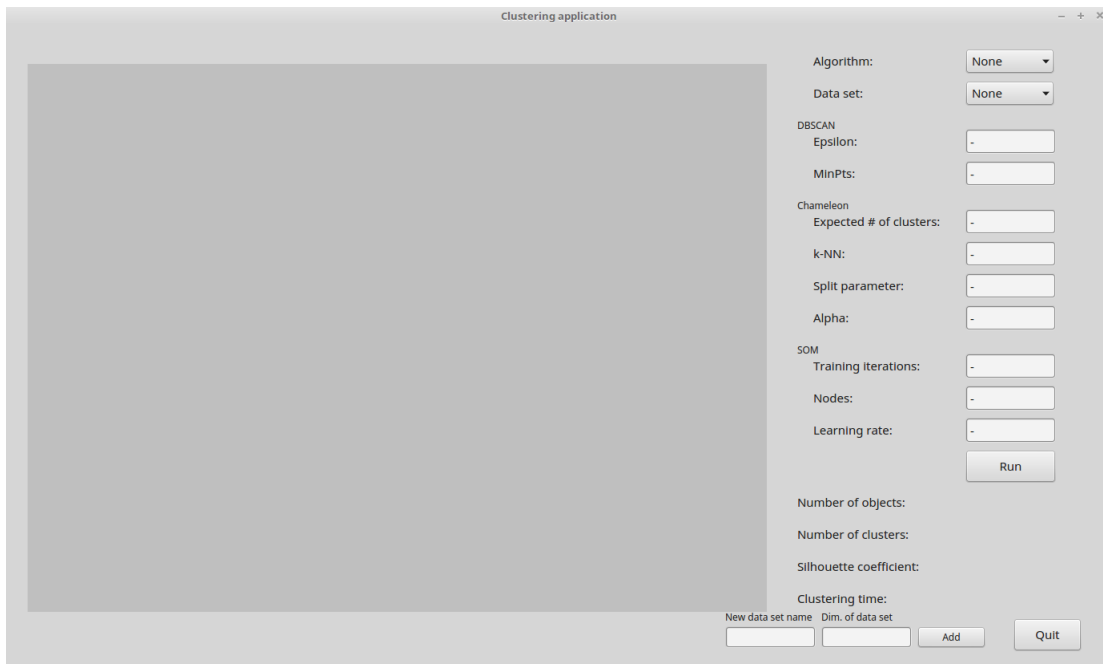 Clustering application
Algorithm: None
Data set: None
DBSCAN
Epsilon: -
MinPts: -
Chameleon
Expected # of clusters: -
k-NN: -
Split parameter: -
Alpha: -
SOM
Training iterations: -
Nodes: -
Learning rate: -
Run
Number of objects:
Number of clusters:
Silhouette coefficient:
Clustering time:
New data set name Dim. of data set
Add Quit